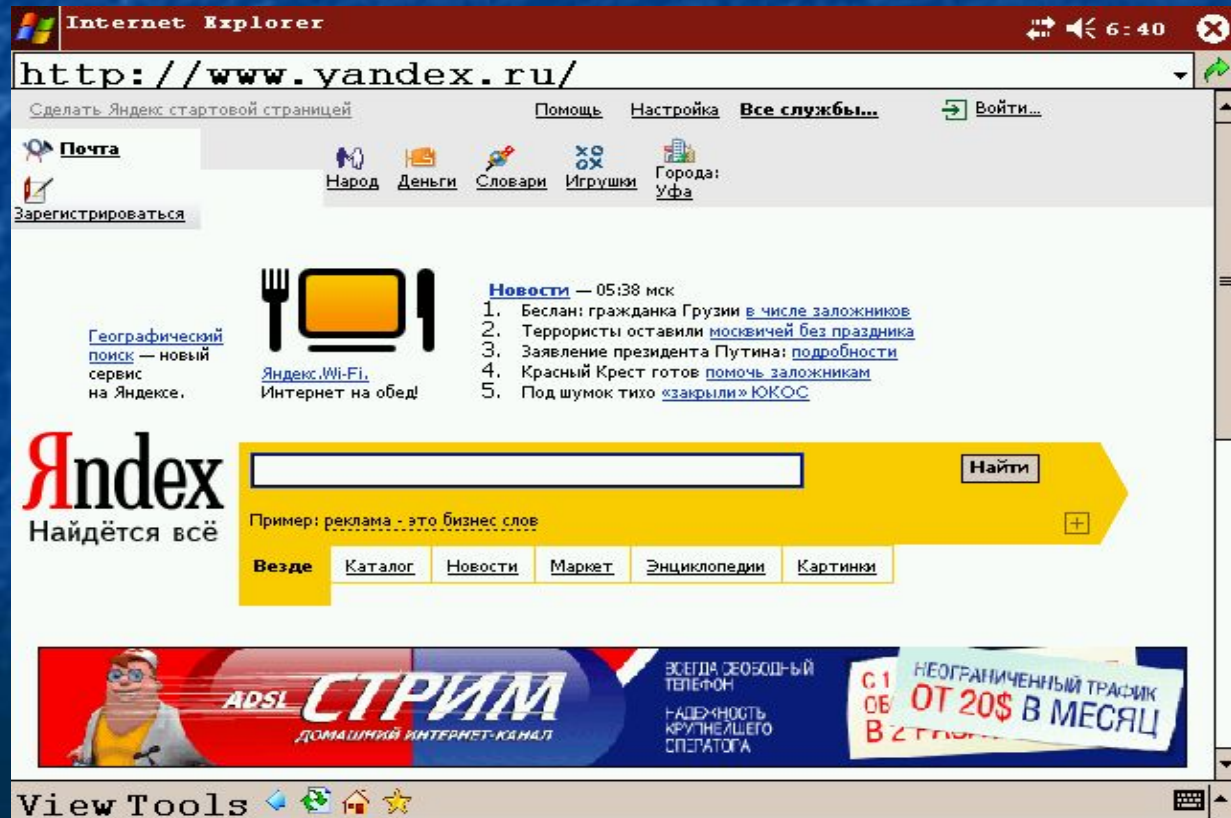 Internet Explorer 6:40
http://www.yandex.ru/
Сделать Яндекс стартовой страницей Помощь Настройка Все службы... Войти...
Почта
Зарегистрироваться
Народ Деньги Словари Игрушки Города: Уфа
Географический
поиск — новый
сервис
на Яндексе.
Яндекс.Wi-Fi.
Интернет на обед!
Новости — 05:38 мск
1. Беслан: гражданка Грузии в числе заложников
2. Террористы оставили москвичей без праздника
3. Заявление президента Путина: подробности
4. Красный Крест готов помочь заложникам
5. Под шумок тихо «закрыли» ЮКОС
Яndex
Найдётся всё
Найти
Пример: реклама - это бизнес слов
Везде Каталог Новости Маркет Энциклопедии Картинки
ADSL СТРИМ
ДОМАШНИЙ ИНТЕРНЕТ-КАНАЛ
ВСЕГДА СВОБОДНЫЙ
ТЕЛЕФОН
НАДЕЖНОСТЬ
КРУПНЕЙШЕГО
ОПЕРАТОРА
С 1
ОБ
В 2
НЕОГРАНИЧЕННЫЙ ТРАФИК
ОТ 20$ В МЕСЯЦ
View Tools